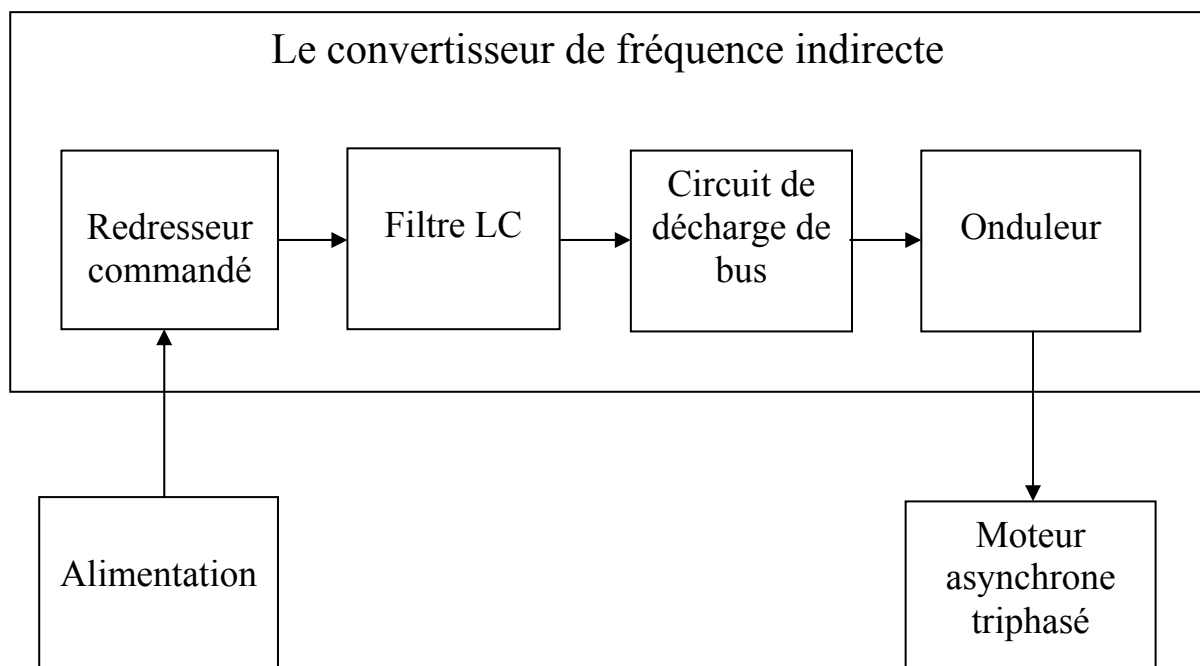 Le convertisseur de fréquence indirecte
Redresseur
commandé
Filtre LC
Circuit de
décharge de
bus
Onduleur
Alimentation
Moteur
asynchrone
triphasé